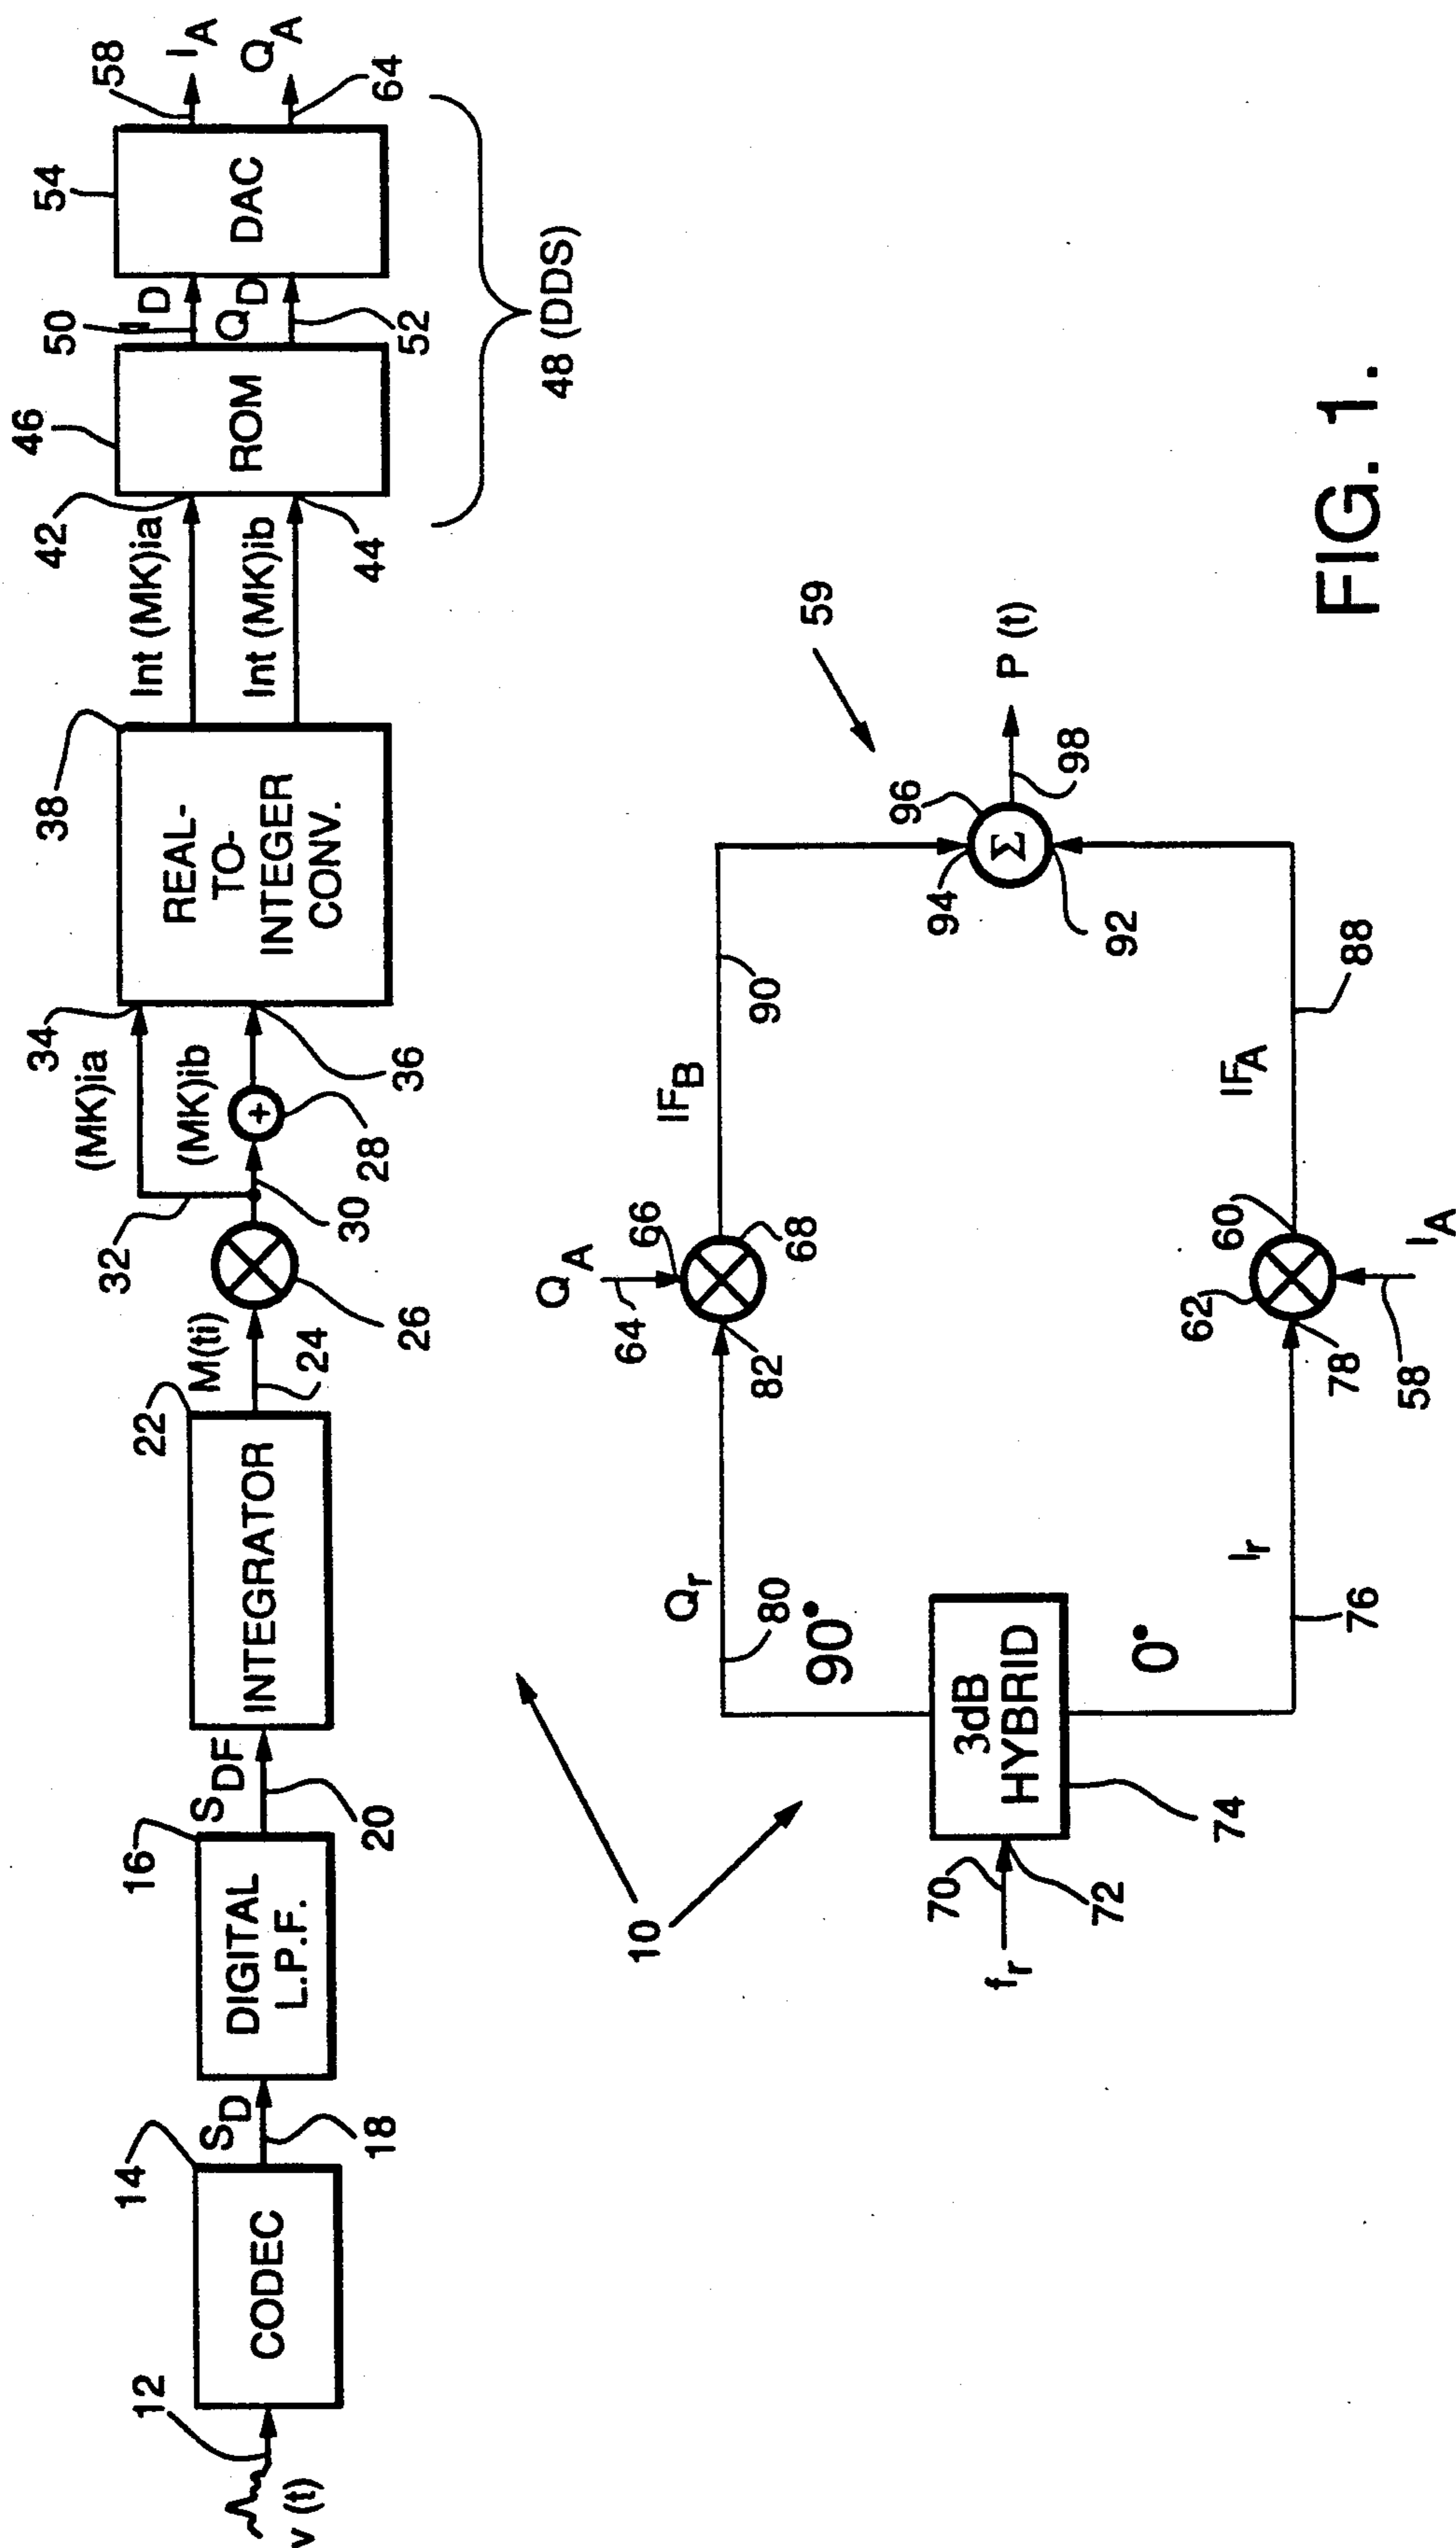 v (t)
12
14
CODEC
S_D
18
16
DIGITAL
L.P.F.
S_DF
20
22
INTEGRATOR
M(ti)
24
26
32
30
(MK)ia
(MK)ib
28
34
36
38
REAL-
TO-
INTEGER
CONV.
Int (MK)ia
Int (MK)ib
42
44
46
ROM
50
I_D
Q_D
52
54
DAC
58
I_A
Q_A
64
48 (DDS)
10
59
f_r
70
72
74
3dB
HYBRID
90°
0°
Q_r
80
I_r
76
Q_A
64
66
68
82
62
60
78
58
I_A
IF_B
90
IF_A
88
94
96
Σ
92
98
P (t)
FIG. 1.